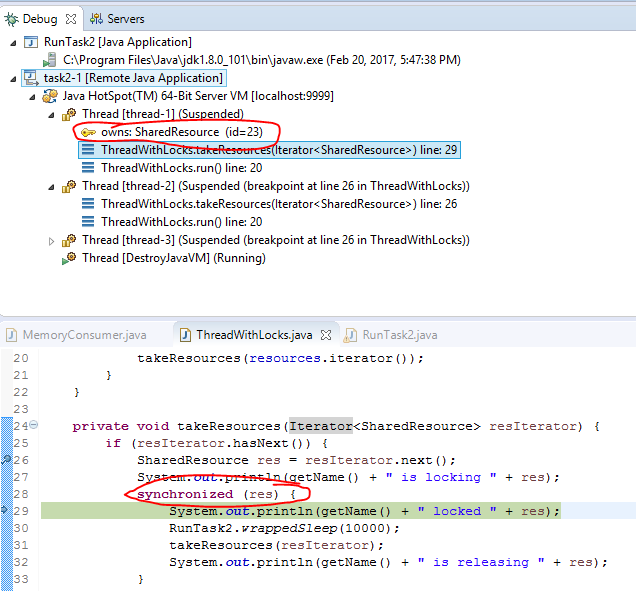 Debug Servers
RunTask2 [Java Application]
C:\Program Files\Java\jdk1.8.0_101\bin\javaw.exe (Feb 20, 2017, 5:47:38 PM)
task2-1 [Remote Java Application]
Java HotSpot(TM) 64-Bit Server VM [localhost:9999]
Thread [thread-1] (Suspended)
owns: SharedResource (id=23)
ThreadWithLocks.takeResources(Iterator<SharedResource>) line: 29
ThreadWithLocks.run() line: 20
Thread [thread-2] (Suspended (breakpoint at line 26 in ThreadWithLocks))
ThreadWithLocks.takeResources(Iterator<SharedResource>) line: 26
ThreadWithLocks.run() line: 20
Thread [thread-3] (Suspended (breakpoint at line 26 in ThreadWithLocks))
Thread [DestroyJavaVM] (Running)
MemoryConsumer.java ThreadWithLocks.java RunTask2.java
20 takeResources(resources.iterator());
21 }
22 }
23
24 private void takeResources(Iterator<SharedResource> resIterator) {
25 if (resIterator.hasNext()) {
26 SharedResource res = resIterator.next();
27 System.out.println(getName() + " is locking " + res);
28 synchronized (res) {
29 System.out.println(getName() + " locked " + res);
30 RunTask2.wrappedSleep(10000);
31 takeResources(resIterator);
32 System.out.println(getName() + " is releasing " + res);
33 }